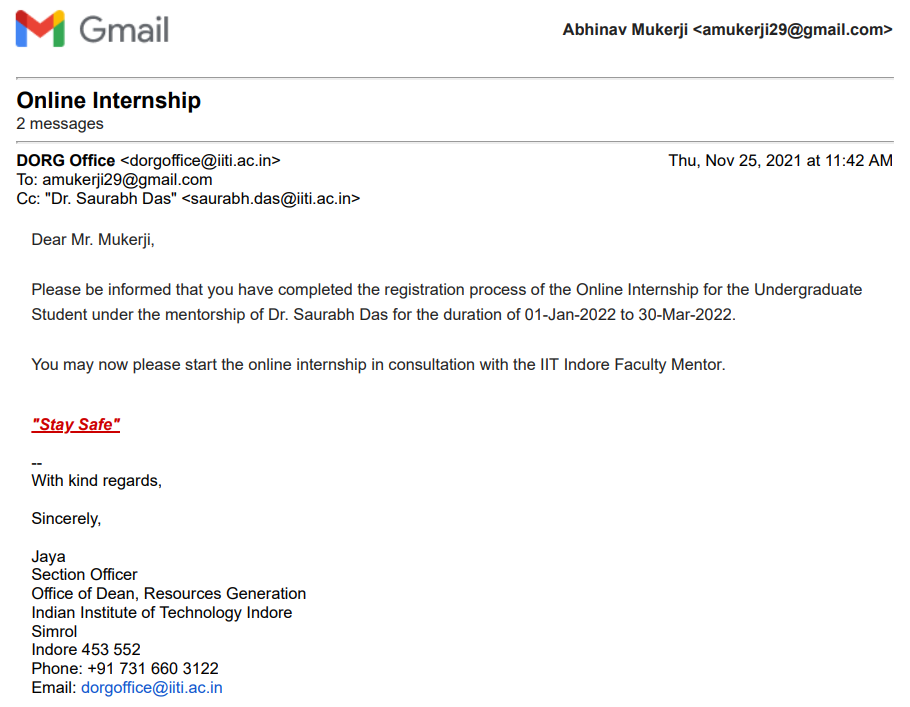 Gmail
Abhinav Mukerji <amukerji29@gmail.com>
Online Internship
2 messages
DORG Office <dorgoffice@iiti.ac.in>
Thu, Nov 25, 2021 at 11:42 AM
To: amukerji29@gmail.com
Cc: "Dr. Saurabh Das" <saurabh.das@iiti.ac.in>
Dear Mr. Mukerji,
Please be informed that you have completed the registration process of the Online Internship for the Undergraduate
Student under the mentorship of Dr. Saurabh Das for the duration of 01-Jan-2022 to 30-Mar-2022.
You may now please start the online internship in consultation with the IIT Indore Faculty Mentor.
"Stay Safe"
--
With kind regards,
Sincerely,
Jaya
Section Officer
Office of Dean, Resources Generation
Indian Institute of Technology Indore
Simrol
Indore 453 552
Phone: +91 731 660 3122
Email: dorgoffice@iiti.ac.in